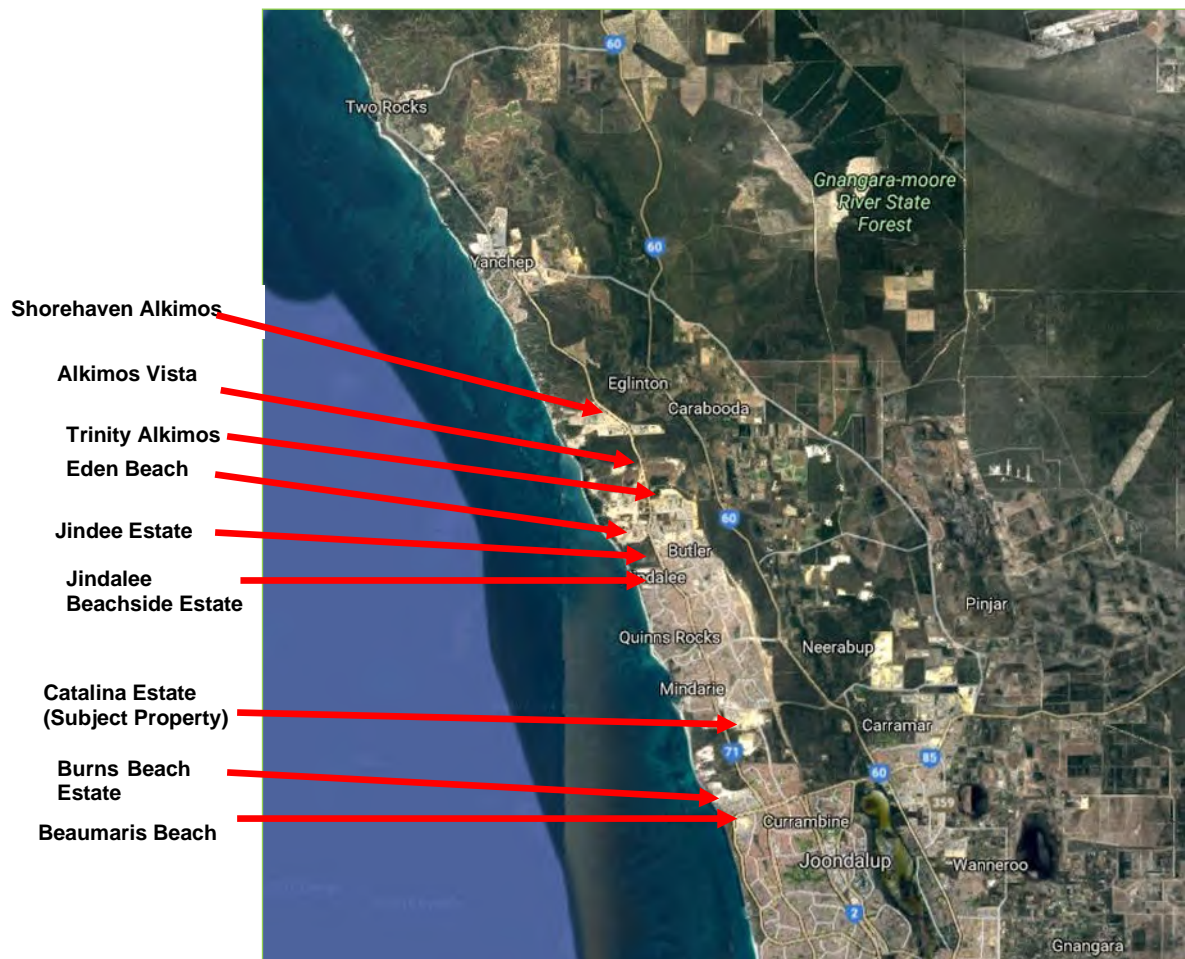 60
Two Rocks
Gnangara-moore
River State
Forest
60
Yanchep
Shorehaven Alkimos
Eglinton
Alkimos Vista
Carabooda
Trinity Alkimos
Eden Beach
60
Jindee Estate
Butler
Jindalee
Beachside Estate
indalee
Pinjar
Quinns Rocks
Neerabup
Catalina Estate
(Subject Property)
Mindarie
Carramar
71
85
Burns Beach
Estate
60
359
Beaumaris Beach
Currambine
Joondalup
Wanneroo
2
Gnangara